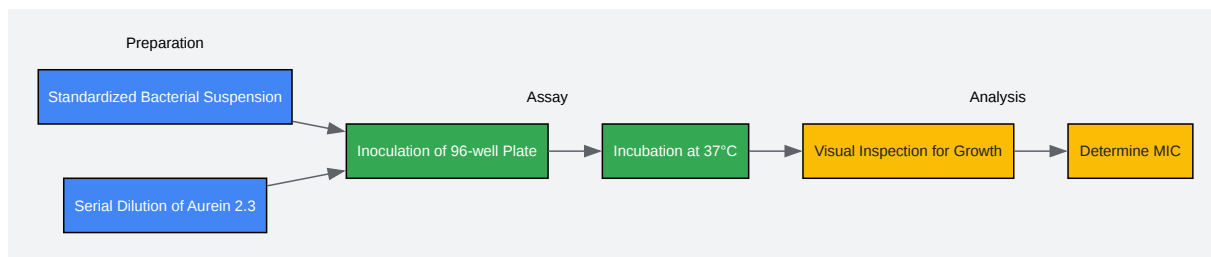 Preparation
Standardized Bacterial Suspension
Serial Dilution of Aurein 2.3
Assay
Inoculation of 96-well Plate
Incubation at 37°C
Analysis
Visual Inspection for Growth
Determine MIC